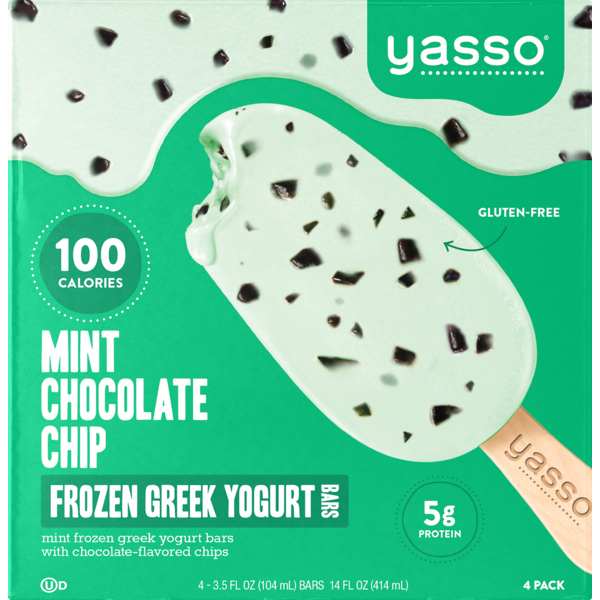 yasso®
GLUTEN-FREE
100
CALORIES
MINT
CHOCOLATE
CHIP
FROZEN GREEK YOGURT BARS
mint frozen greek yogurt bars
with chocolate-flavored chips
yasso
5g
PROTEIN
UD
4 - 3.5 FL OZ (104 mL) BARS 14 FL OZ (414 mL)
4 PACK